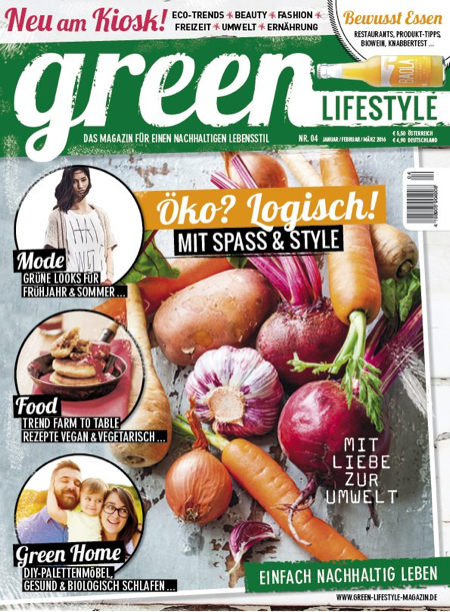 Neu am Kiosk!
ECO-TRENDS * BEAUTY * FASHION *
FREIZEIT * UMWELT * ERNÄHRUNG
Bewusst Essen
RESTAURANTS, PRODUKT-TIPPS,
BIOWEIN, KNABBERTEST ...
green
LIFESTYLE
DAS MAGAZIN FÜR EINEN NACHHALTIGEN LEBENSSTIL
NR. 04 JANUAR / FEBRUAR / MÄRZ 2016
€ 5,50 ÖSTERREICH
€ 4,90 DEUTSCHLAND
Öko? Logisch!
MIT SPASS & STYLE
Mode
GRÜNE LOOKS FÜR
FRÜHJAHR & SOMMER ...
Food
TREND FARM TO TABLE
REZEPTE VEGAN & VEGETARISCH ...
MIT
LIEBE
ZUR
UMWELT
Green Home
DIY-PALETTENMÖBEL,
GESUND & BIOLOGISCH SCHLAFEN ...
EINFACH NACHHALTIG LEBEN
WWW.GREEN-LIFESTYLE-MAGAZIN.DE